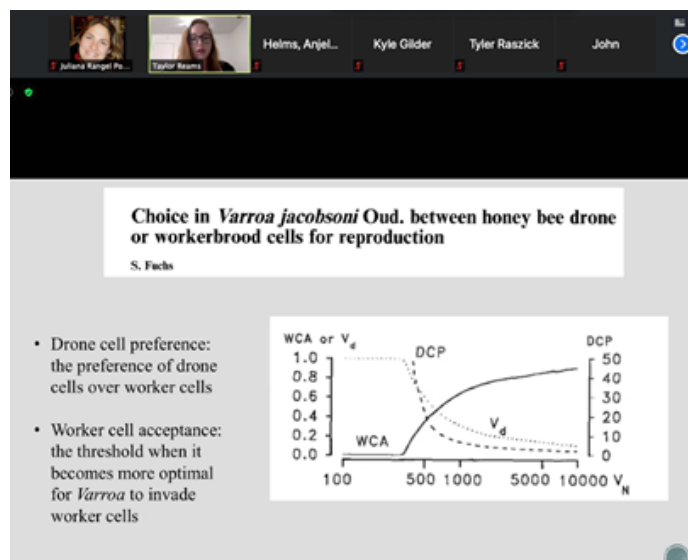 Juliana Rangel Po...
Taylor Reams
Helms, Anjel...
Kyle Gilder
Tyler Raszick
John
Choice in Varroa jacobsoni Oud. between honey bee drone
or workerbrood cells for reproduction
S. Fuchs
• Drone cell preference:
the preference of drone
cells over worker cells
• Worker cell acceptance:
the threshold when it
becomes more optimal
for Varroa to invade
worker cells
WCA or Vd
DCP
DCP
1.0
0.8
0.6
0.4
0.2
0.0
50
40
30
20
10
0
WCA
Vd
100 500 1000 5000 10000 VN